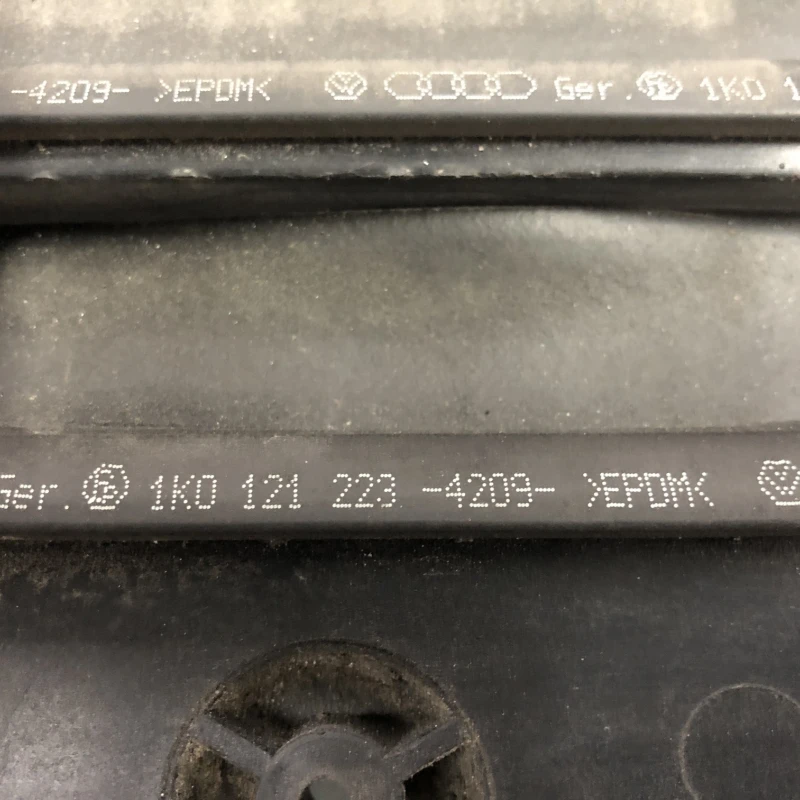 -4209- >EPDM< Ger. 1K0 1
Ger. 1K0 121 223 -4209- >EPDM<